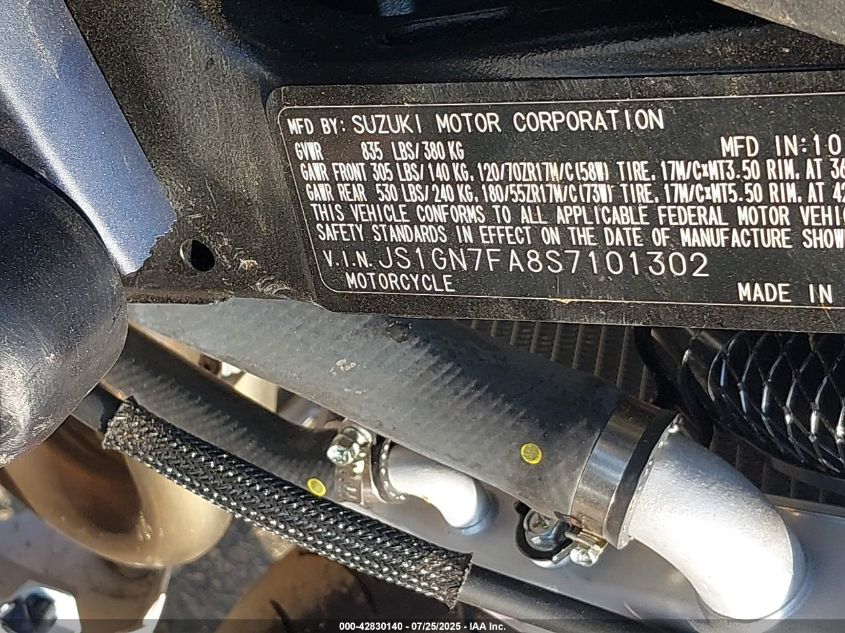 MFD BY: SUZUKI MOTOR CORPORATION
GVWR 835 LBS/ 380 KG MFD IN:10
GAWR FRONT 305 LBS/ 140 KG, 120/70ZR17M/C(58W) TIRE, 17M/C×MT3.50 RIM, AT 36
GAWR REAR 530 LBS/ 240 KG, 180/55ZR17M/C(73W) TIRE, 17M/C×MT5.50 RIM, AT 42
THIS VEHICLE CONFORMS TO ALL APPLICABLE FEDERAL MOTOR VEHIC
SAFETY STANDARDS IN EFFECT ON THE DATE OF MANUFACTURE SHOW
V.I.N. JS1GN7FA8S7101302
MOTORCYCLE MADE IN
000-42830140 - 07/25/2025 - IAA Inc.